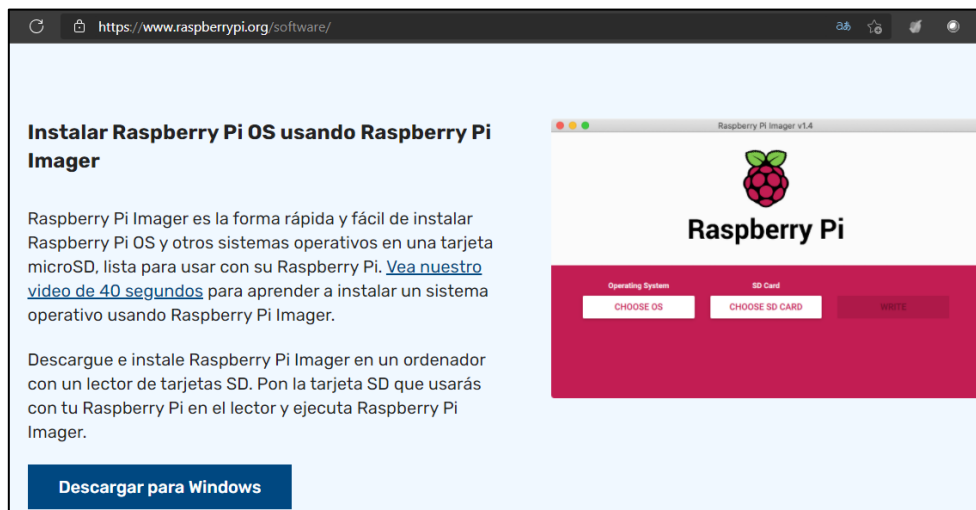 https://www.raspberrypi.org/software/
Instalar Raspberry Pi OS usando Raspberry Pi
Imager
Raspberry Pi Imager es la forma rápida y fácil de instalar
Raspberry Pi OS y otros sistemas operativos en una tarjeta
microSD, lista para usar con su Raspberry Pi. Vea nuestro
video de 40 segundos para aprender a instalar un sistema
operativo usando Raspberry Pi Imager.
Descargue e instale Raspberry Pi Imager en un ordenador
con un lector de tarjetas SD. Pon la tarjeta SD que usarás
con tu Raspberry Pi en el lector y ejecuta Raspberry Pi
Imager.
Descargar para Windows
Raspberry Pi Imager v1.4
Raspberry Pi
Operating System SD Card
CHOOSE OS CHOOSE SD CARD WRITE